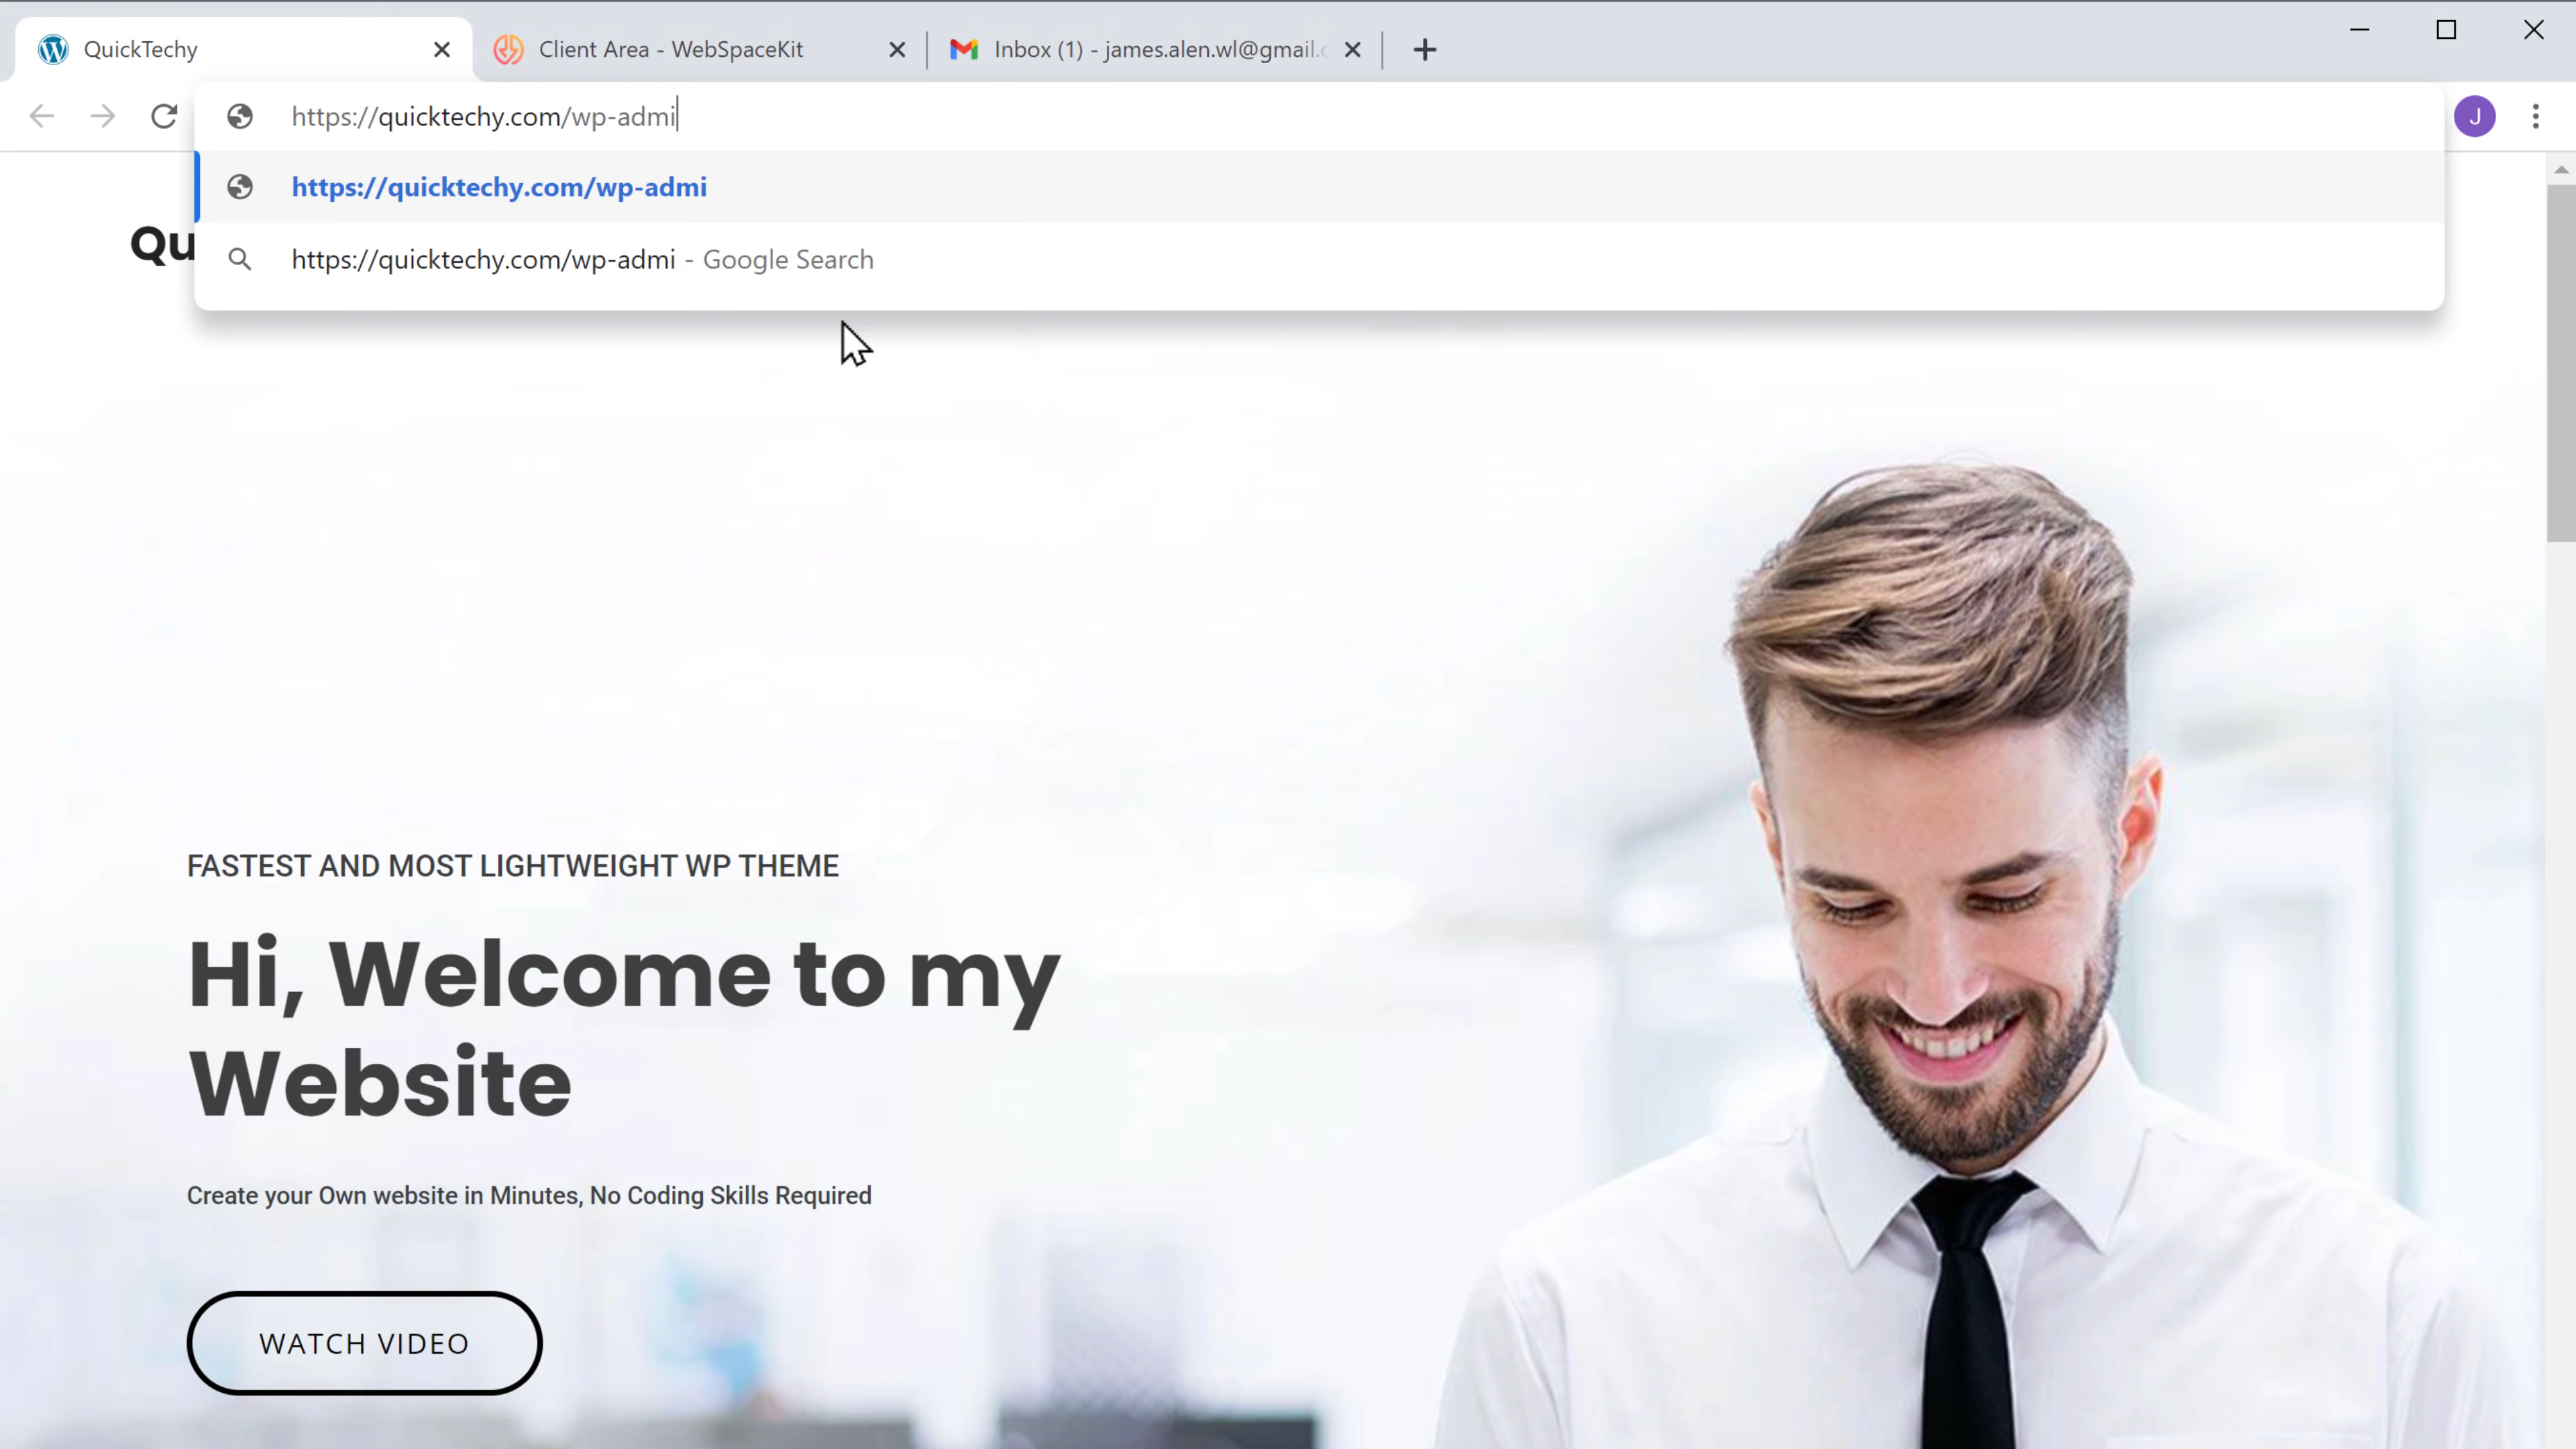 QuickTechy
Client Area - WebSpaceKit
Inbox (1) - james.alen.wl@gmail.c
https://quicktechy.com/wp-admi
J
https://quicktechy.com/wp-admi
https://quicktechy.com/wp-admi - Google Search
Qu
FASTEST AND MOST LIGHTWEIGHT WP THEME
Hi, Welcome to my
Website
Create your Own website in Minutes, No Coding Skills Required
WATCH VIDEO